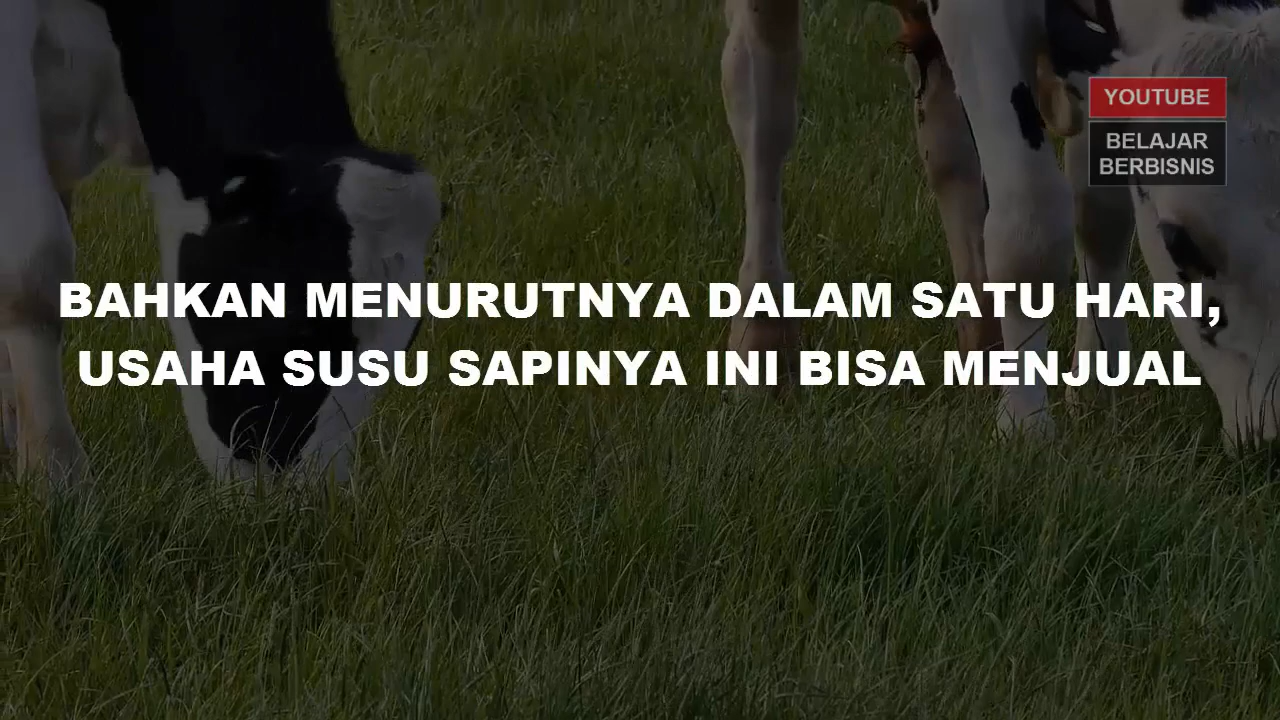 YOUTUBE
BELAJAR
BERBISNIS
BAHKAN MENURUTNYA DALAM SATU HARI,
USAHA SUSU SAPINYA INI BISA MENJUAL